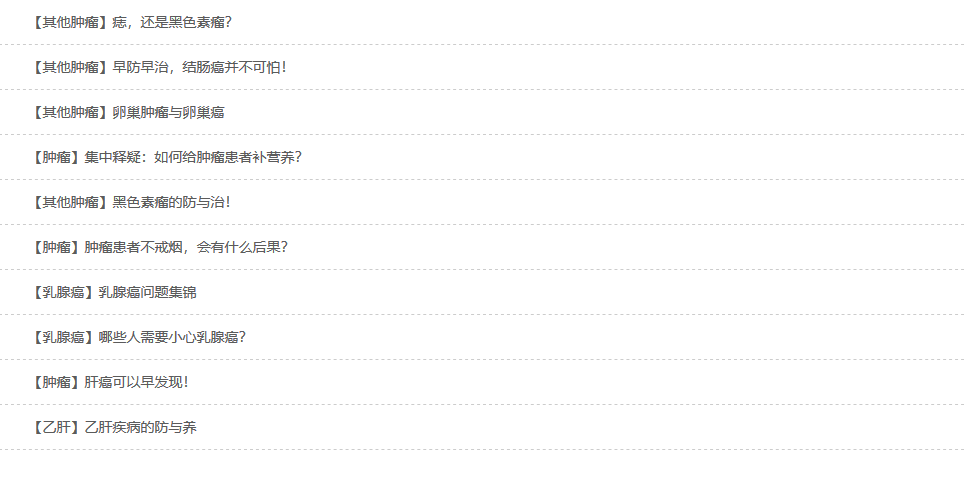 【其他肿瘤】痣，还是黑色素瘤？
【其他肿瘤】早防早治，结肠癌并不可怕！
【其他肿瘤】卵巢肿瘤与卵巢癌
【肿瘤】集中释疑：如何给肿瘤患者补营养？
【其他肿瘤】黑色素瘤的防与治！
【肿瘤】肿瘤患者不戒烟，会有什么后果？
【乳腺癌】乳腺癌问题集锦
【乳腺癌】哪些人需要小心乳腺癌？
【肿瘤】肝癌可以早发现！
【乙肝】乙肝疾病的防与养